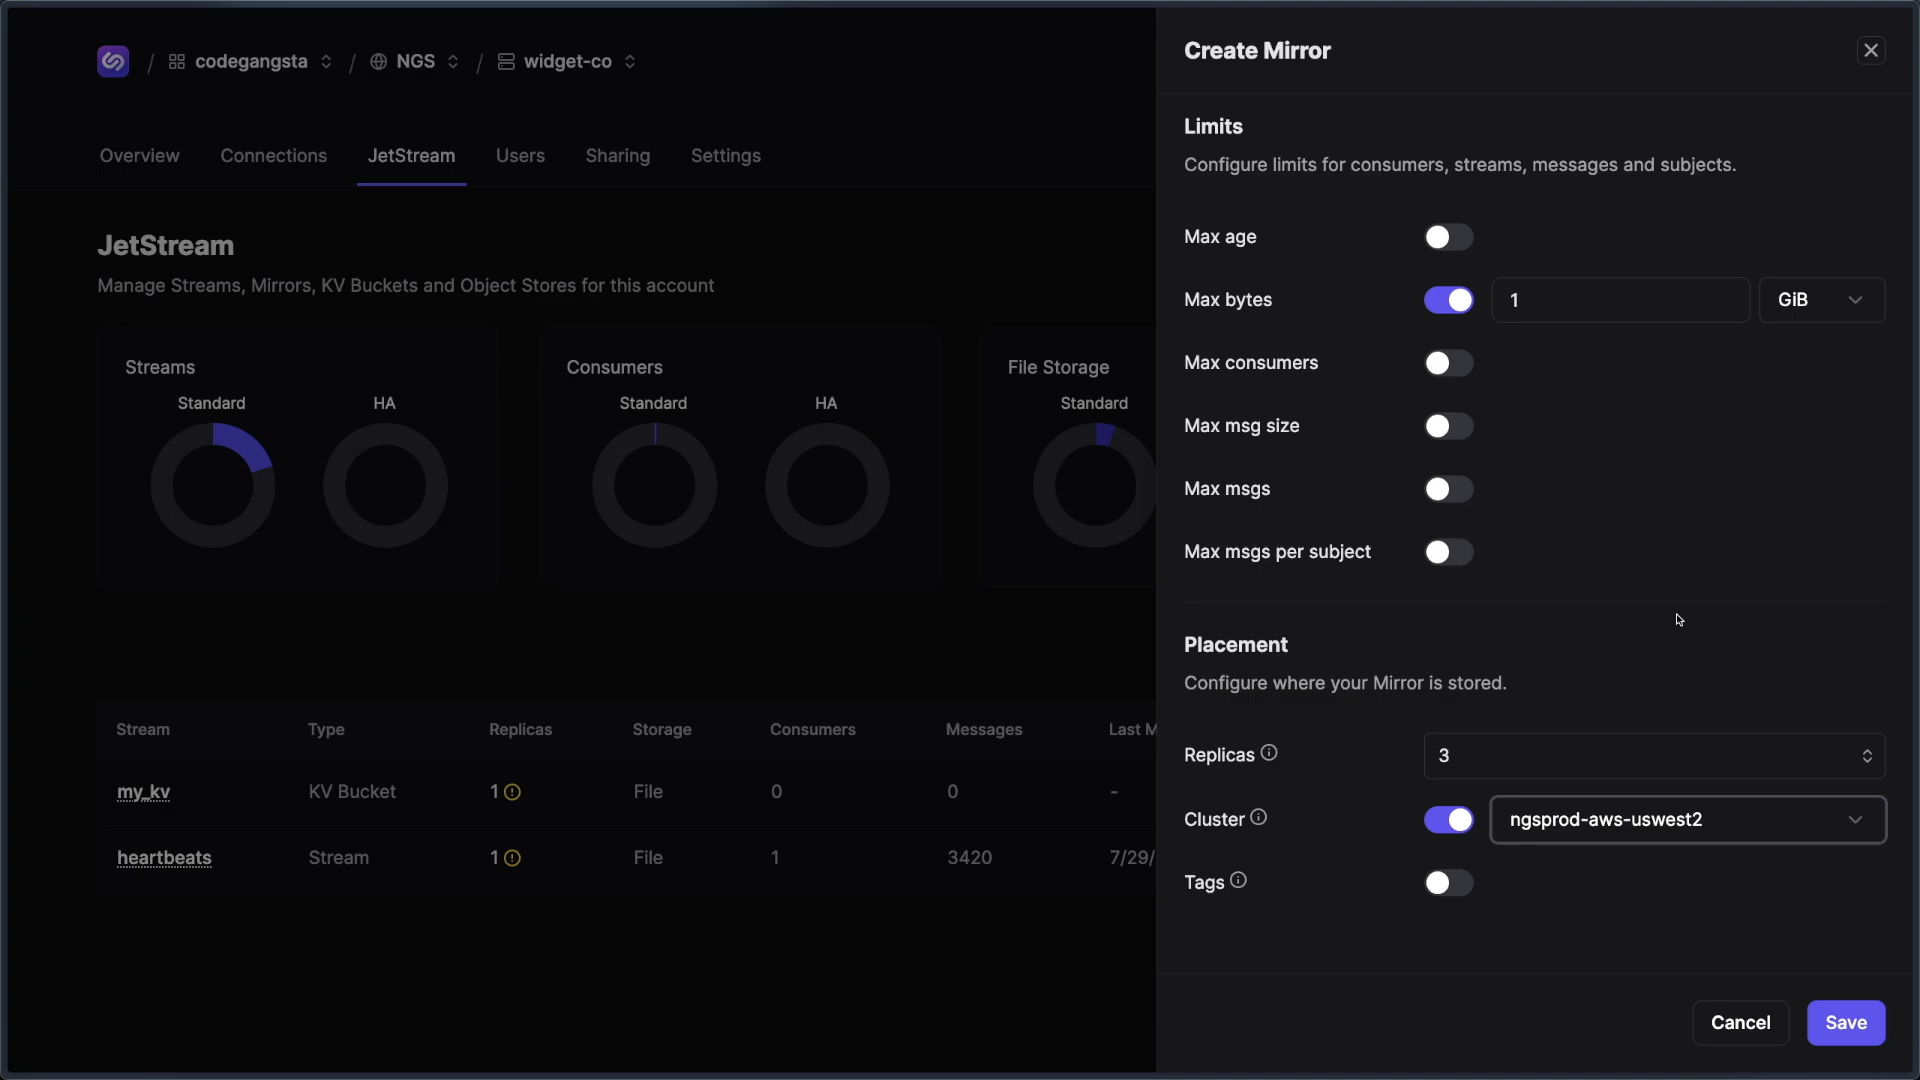 / codegangsta / NGS / widget-co
Overview Connections JetStream Users Sharing Settings
JetStream
Manage Streams, Mirrors, KV Buckets and Object Stores for this account
Streams
Standard HA
Consumers
Standard HA
File Storage
Standard
Stream Type Replicas Storage Consumers Messages Last M
my_kv KV Bucket 1 File 0 0 -
heartbeats Stream 1 File 1 3420 7/29/
Create Mirror
Limits
Configure limits for consumers, streams, messages and subjects.
Max age
Max bytes 1 GiB
Max consumers
Max msg size
Max msgs
Max msgs per subject
Placement
Configure where your Mirror is stored.
Replicas 3
Cluster ngsprod-aws-uswest2
Tags
Cancel Save